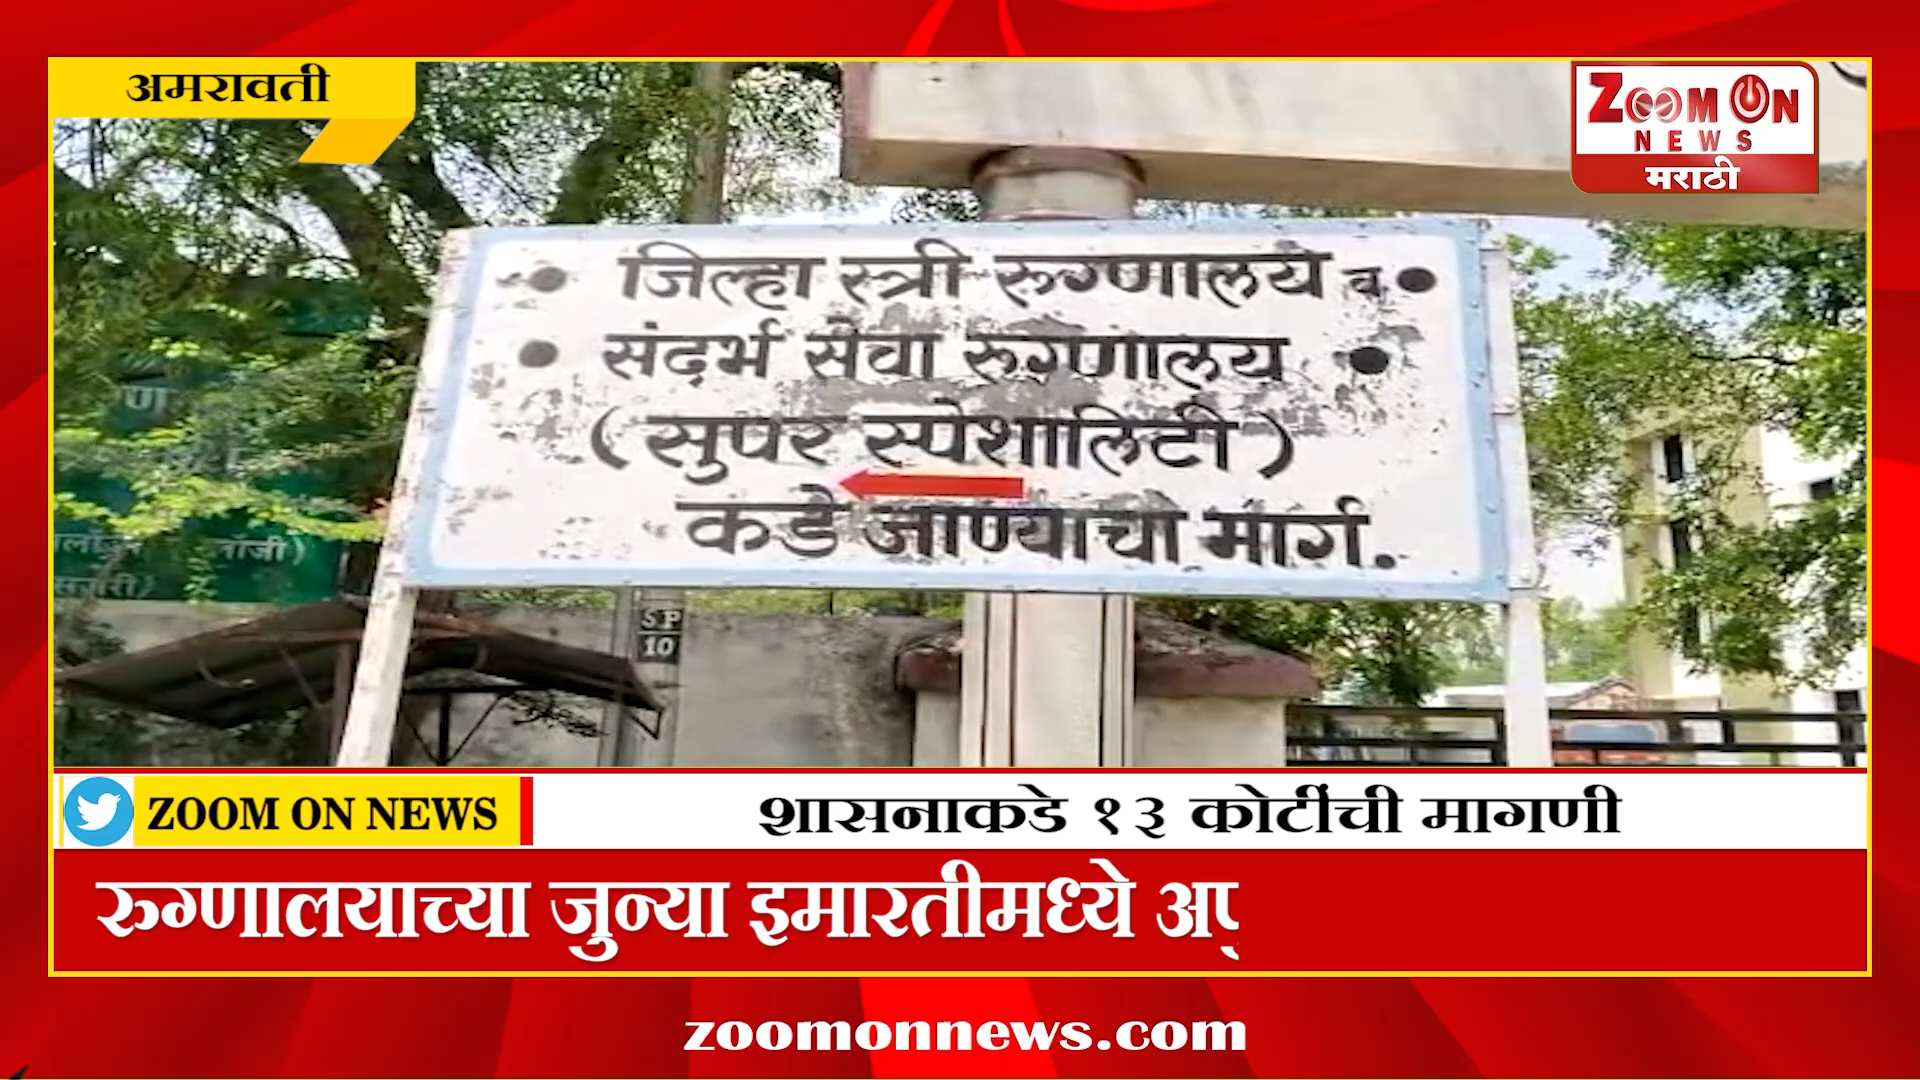 अमरावती
ZOOM ON
NEWS
मराठी
• जिल्हा स्त्री रूग्णालय व •
• संदर्भ सेवा रूग्णालय •
(सुपर स्पेशालिटी)
कडे जाण्याचा मार्ग.
SP
10
ZOOM ON NEWS
शासनाकडे १३ कोटींची मागणी
रुग्णालयाच्या जुन्या इमारतीमध्ये
zoomonnews.com